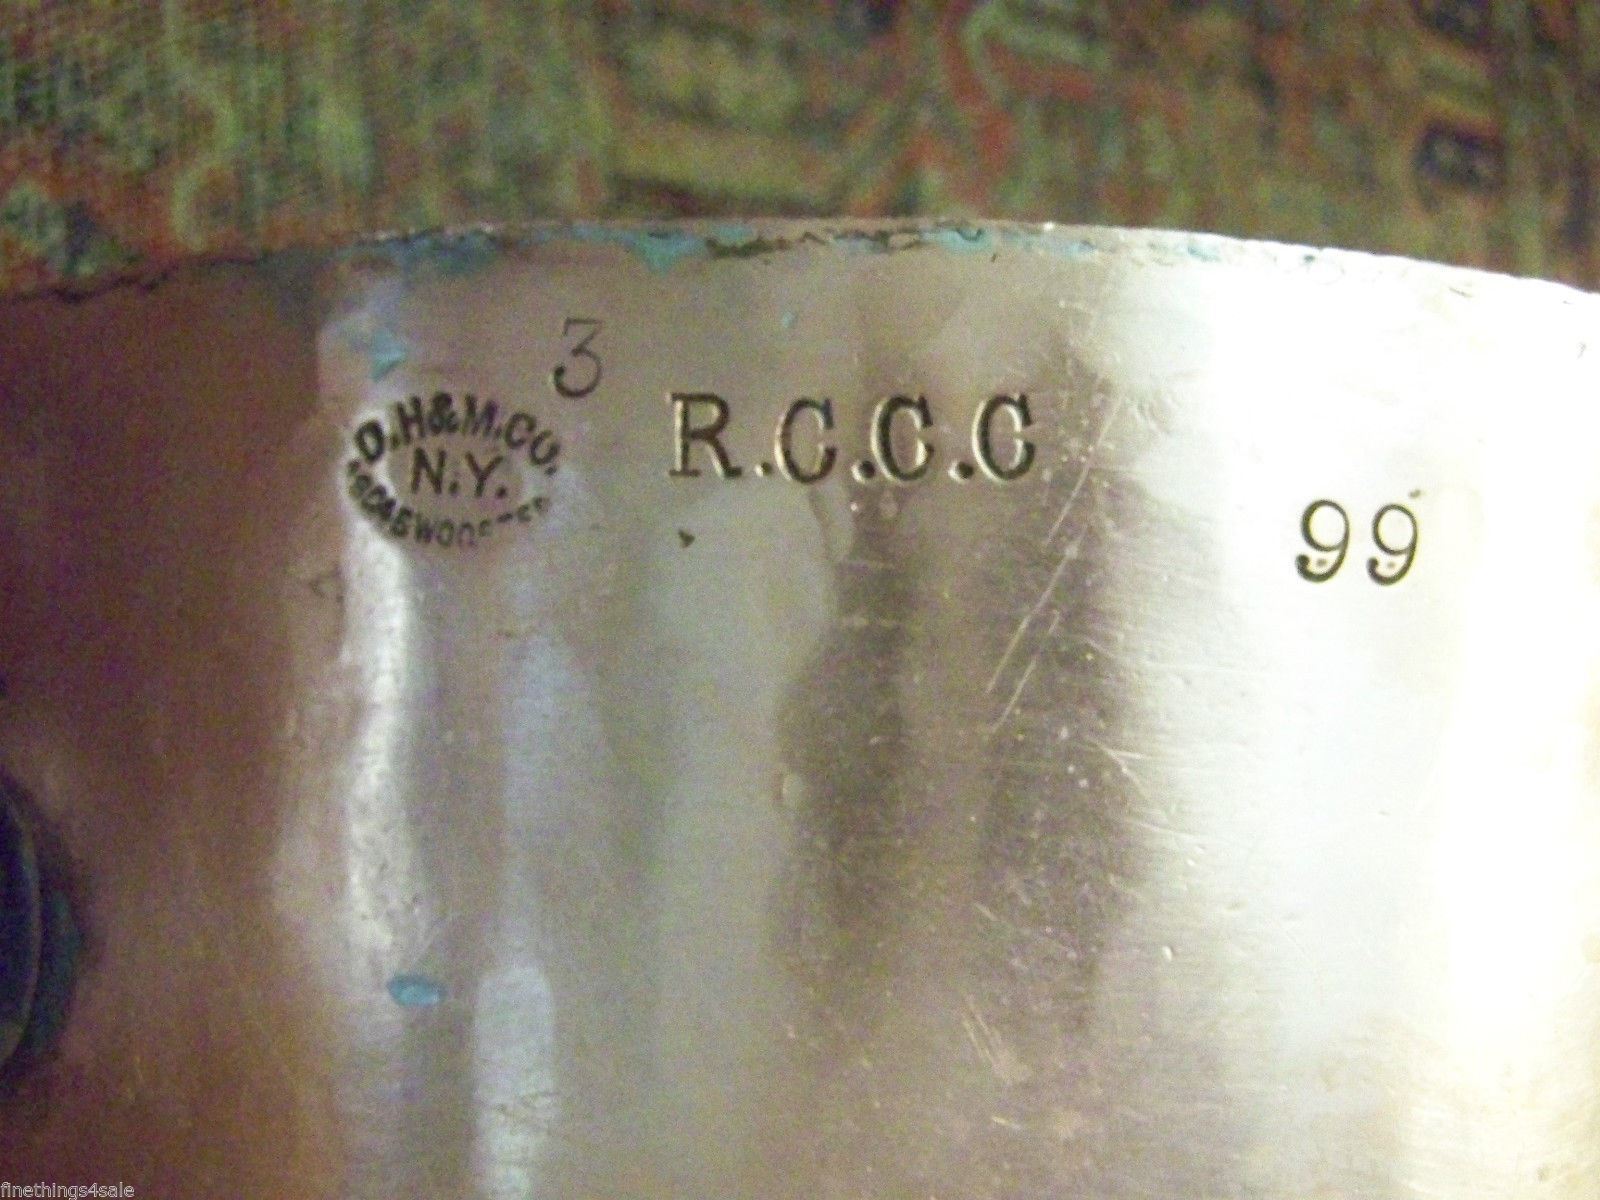 3
D.H&M.CO.
N.Y.
R.C.C.C
99
finethings4sale